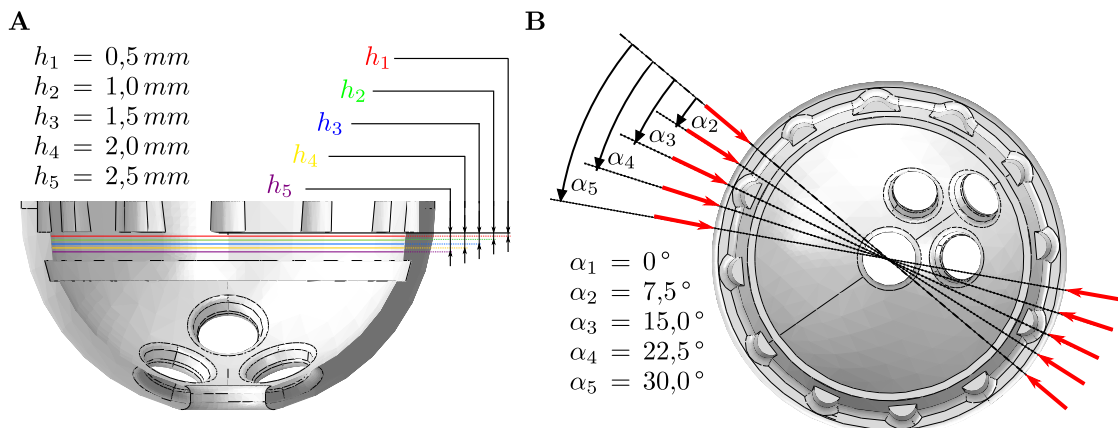 A
h₁ = 0,5 mm
h₂ = 1,0 mm
h₃ = 1,5 mm
h₄ = 2,0 mm
h₅ = 2,5 mm
h₁
h₂
h₃
h₄
h₅
B
α₂
α₃
α₄
α₅
α₁ = 0°
α₂ = 7,5°
α₃ = 15,0°
α₄ = 22,5°
α₅ = 30,0°